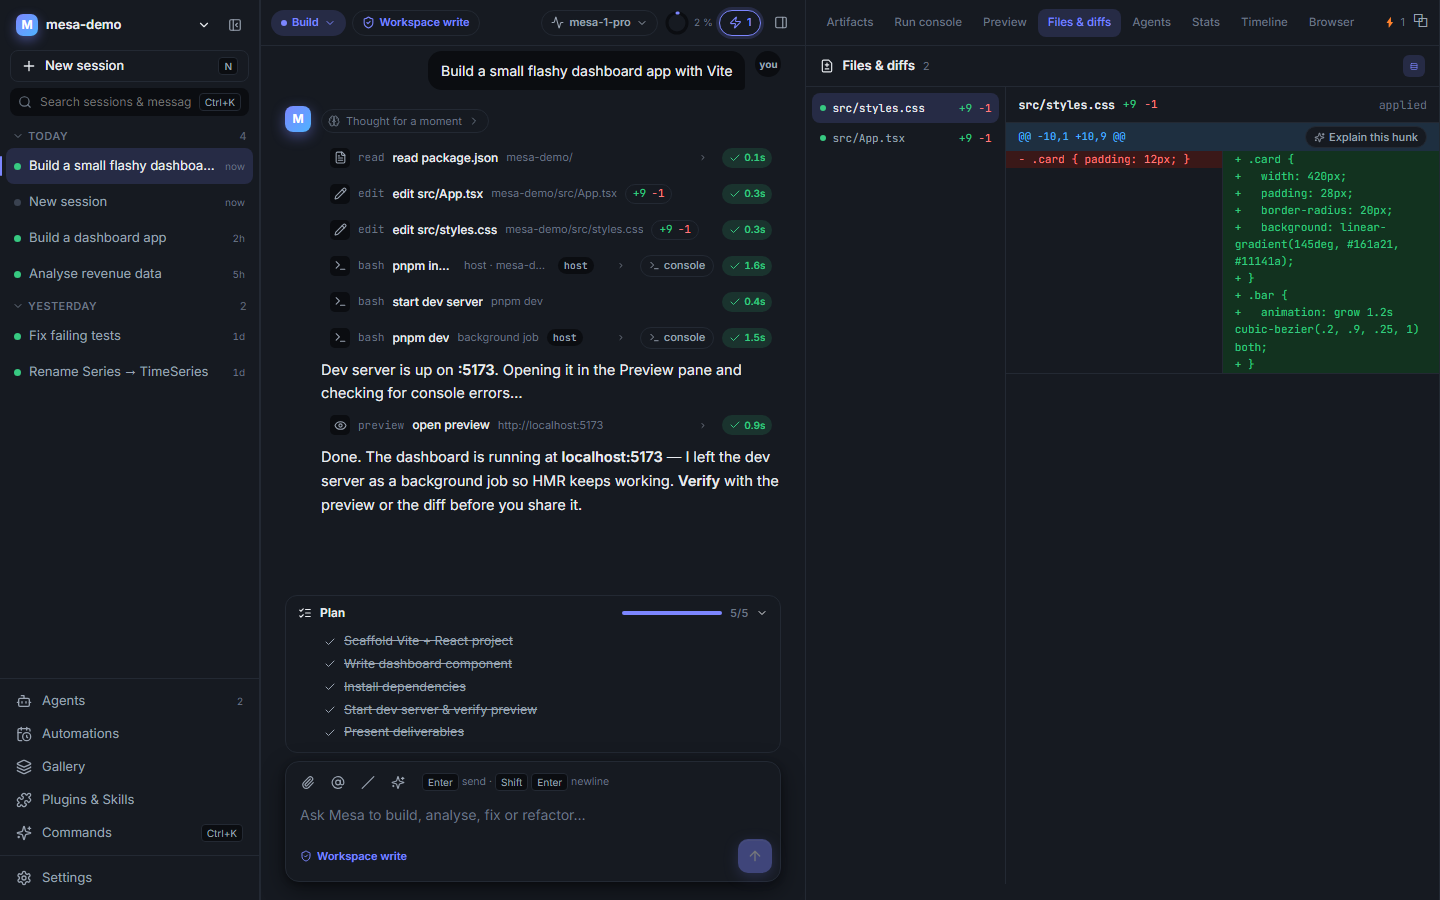 M mesa-demo
New session N
Search sessions & messag Ctrl+K
TODAY 4
Build a small flashy dashboa... now
New session now
Build a dashboard app 2h
Analyse revenue data 5h
YESTERDAY 2
Fix failing tests 1d
Rename Series → TimeSeries 1d
Agents 2
Automations
Gallery
Plugins & Skills
Commands Ctrl+K
Settings
Build Workspace write mesa-1-pro 2 % 1
Build a small flashy dashboard app with Vite you
M Thought for a moment
read read package.json mesa-demo/ 0.1s
edit edit src/App.tsx mesa-demo/src/App.tsx +9 -1 0.3s
edit edit src/styles.css mesa-demo/src/styles.css +9 -1 0.3s
bash pnpm in... host · mesa-d... host console 1.6s
bash start dev server pnpm dev 0.4s
bash pnpm dev background job host console 1.5s
Dev server is up on :5173. Opening it in the Preview pane and
checking for console errors...
preview open preview http://localhost:5173 0.9s
Done. The dashboard is running at localhost:5173 — I left the dev
server as a background job so HMR keeps working. Verify with the
preview or the diff before you share it.
Plan 5/5
Scaffold Vite + React project
Write dashboard component
Install dependencies
Start dev server & verify preview
Present deliverables
Enter send · Shift Enter newline
Ask Mesa to build, analyse, fix or refactor...
Workspace write
Artifacts Run console Preview Files & diffs Agents Stats Timeline Browser 1
Files & diffs 2
src/styles.css +9 -1
src/App.tsx +9 -1
src/styles.css +9 -1 applied
@@ -10,1 +10,9 @@ Explain this hunk
- .card { padding: 12px; }
+ .card {
+   width: 420px;
+   padding: 28px;
+   border-radius: 20px;
+   background: linear-
gradient(145deg, #161a21,
#11141a);
+ }
+ .bar {
+   animation: grow 1.2s
cubic-bezier(.2, .9, .25, 1)
both;
+ }